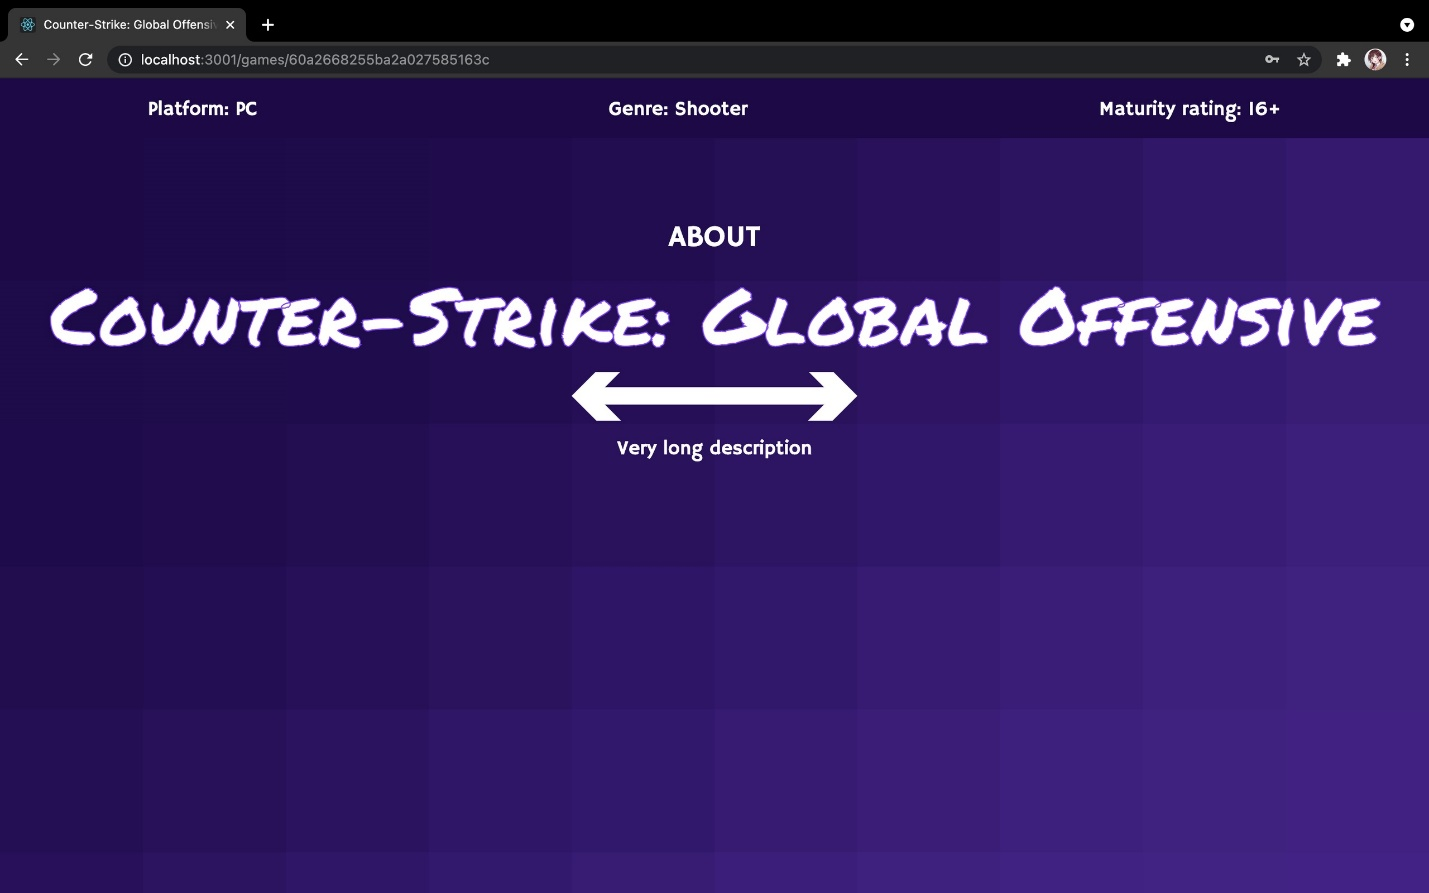 Counter-Strike: Global Offensiv
localhost:3001/games/60a2668255ba2a027585163c
Platform: PC
Genre: Shooter
Maturity rating: 16+
ABOUT
Counter-Strike: Global Offensive
Very long description